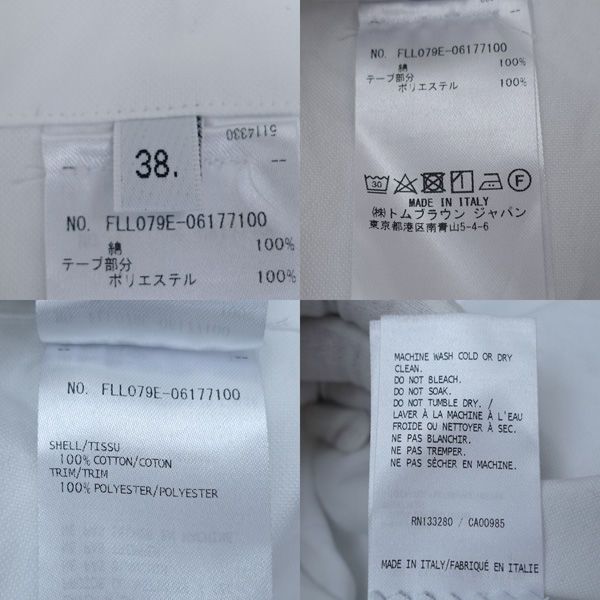 5114330
38.
NO. FLL079E-06177100
綿 100%
テープ部分
ポリエステル 100%
NO. FLL079E-06177100
綿 100%
テープ部分
ポリエステル 100%
30 F
MADE IN ITALY
㈱トムブラウン ジャパン
東京都港区南青山5-4-6
NO. FLL079E-06177100
SHELL/TISSU
100% COTTON/COTON
TRIM/TRIM
100% POLYESTER/POLYESTER
MACHINE WASH COLD OR DRY
CLEAN.
DO NOT BLEACH.
DO NOT SOAK.
DO NOT TUMBLE DRY. /
LAVER À LA MACHINE À L'EAU
FROIDE OU NETTOYER À SEC.
NE PAS BLANCHIR.
NE PAS TREMPER.
NE PAS SÉCHER EN MACHINE.
RN133280 / CA00985
MADE IN ITALY/FABRIQUÉ EN ITALIE